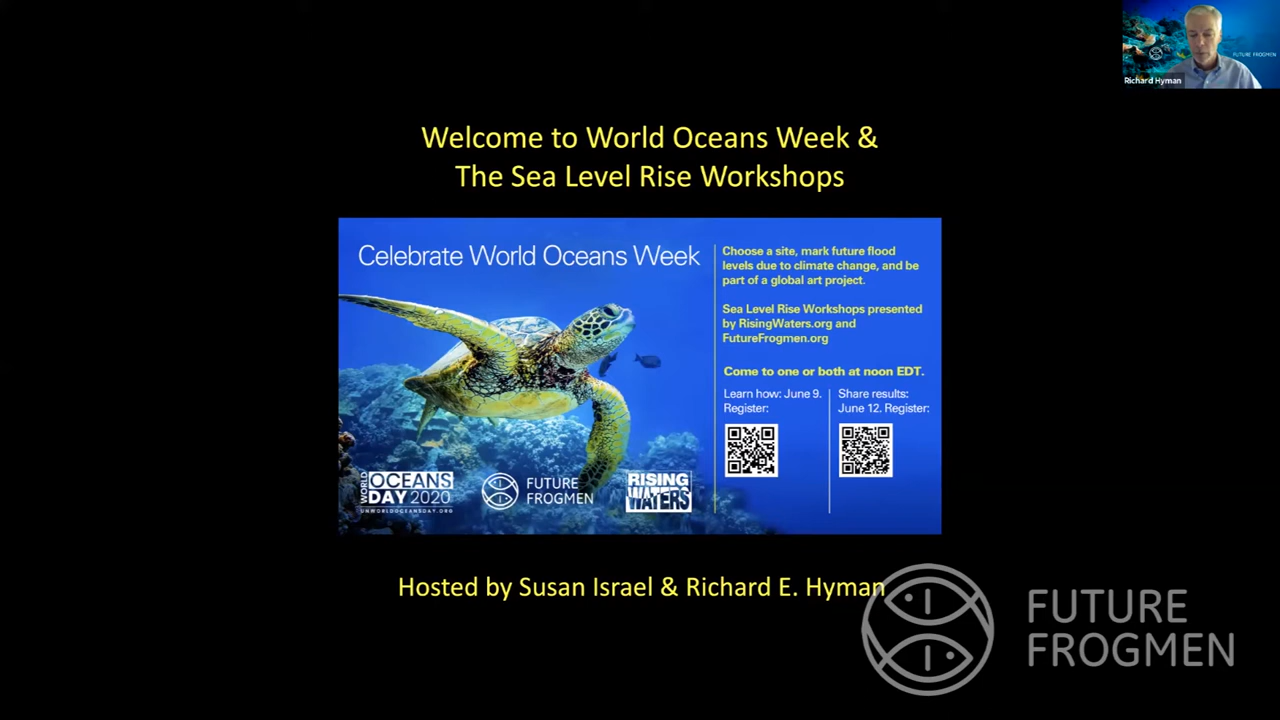 FUTURE FROGMEN
Richard Hyman
Welcome to World Oceans Week &
The Sea Level Rise Workshops
Celebrate World Oceans Week
Choose a site, mark future flood
levels due to climate change, and be
part of a global art project.
Sea Level Rise Workshops presented
by RisingWaters.org and
FutureFrogmen.org
Come to one or both at noon EDT.
Learn how: June 9.
Register:
Share results:
June 12. Register:
WORLD
OCEANS
DAY 2020
UNWORLDOCEANSDAY.ORG
FUTURE
FROGMEN
RISING
WATERS
Hosted by Susan Israel & Richard E. Hyman
FUTURE
FROGMEN